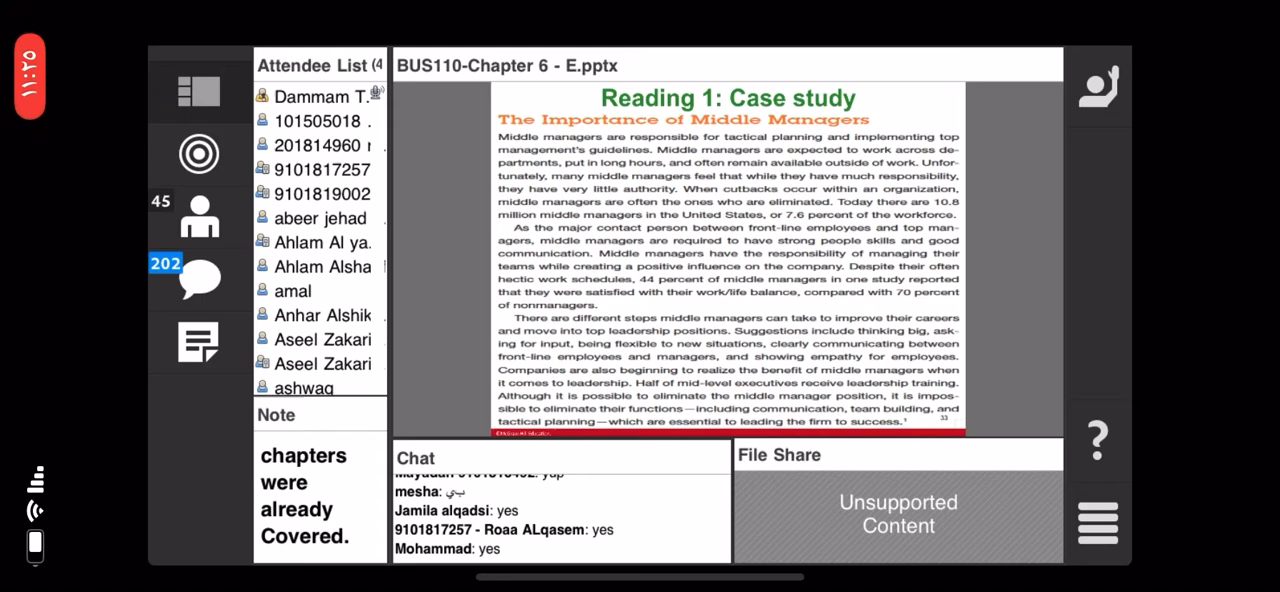 ١١:٢٥
45
202
Attendee List (4
Dammam T.
101505018 .
201814960 r
9101817257
9101819002
abeer jehad
Ahlam Al ya.
Ahlam Alsha
amal
Anhar Alshik
Aseel Zakari
Aseel Zakari
ashwag
Note
chapters
were
already
Covered.
BUS110-Chapter 6 - E.pptx
Reading 1: Case study
The Importance of Middle Managers
Middle managers are responsible for tactical planning and implementing top
management's guidelines. Middle managers are expected to work across de-
partments, put in long hours, and often remain available outside of work. Unfor-
tunately, many middle managers feel that while they have much responsibility,
they have very little authority. When cutbacks occur within an organization,
middle managers are often the ones who are eliminated. Today there are 10.8
million middle managers in the United States, or 7.6 percent of the workforce.
As the major contact person between front-line employees and top man-
agers, middle managers are required to have strong people skills and good
communication. Middle managers have the responsibility of managing their
teams while creating a positive influence on the company. Despite their often
hectic work schedules, 44 percent of middle managers in one study reported
that they were satisfied with their work/life balance, compared with 70 percent
of nonmanagers.
There are different steps middle managers can take to improve their careers
and move into top leadership positions. Suggestions include thinking big, ask-
ing for input, being flexible to new situations, clearly communicating between
front-line employees and managers, and showing empathy for employees.
Companies are also beginning to realize the benefit of middle managers when
it comes to leadership. Half of mid-level executives receive leadership training.
Although it is possible to eliminate the middle manager position, it is impos-
sible to eliminate their functions—including communication, team building, and
tactical planning—which are essential to leading the firm to success.¹
33
Chat
yup
mesha: بي
Jamila alqadsi: yes
9101817257 - Roaa ALqasem: yes
Mohammad: yes
File Share
Unsupported
Content
?